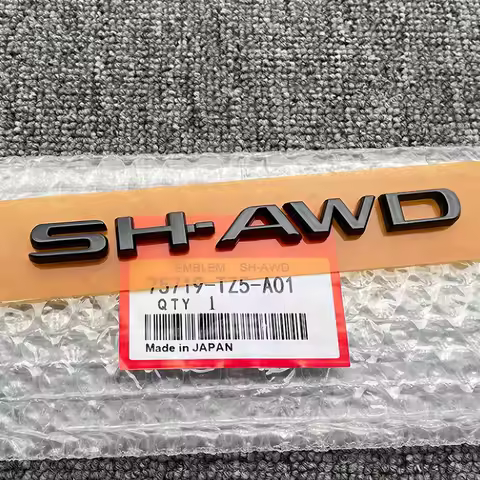 SH-AWD
EMBLEM SH-AWD
75719-TZ5-A01
QTY 1
Made in JAPAN